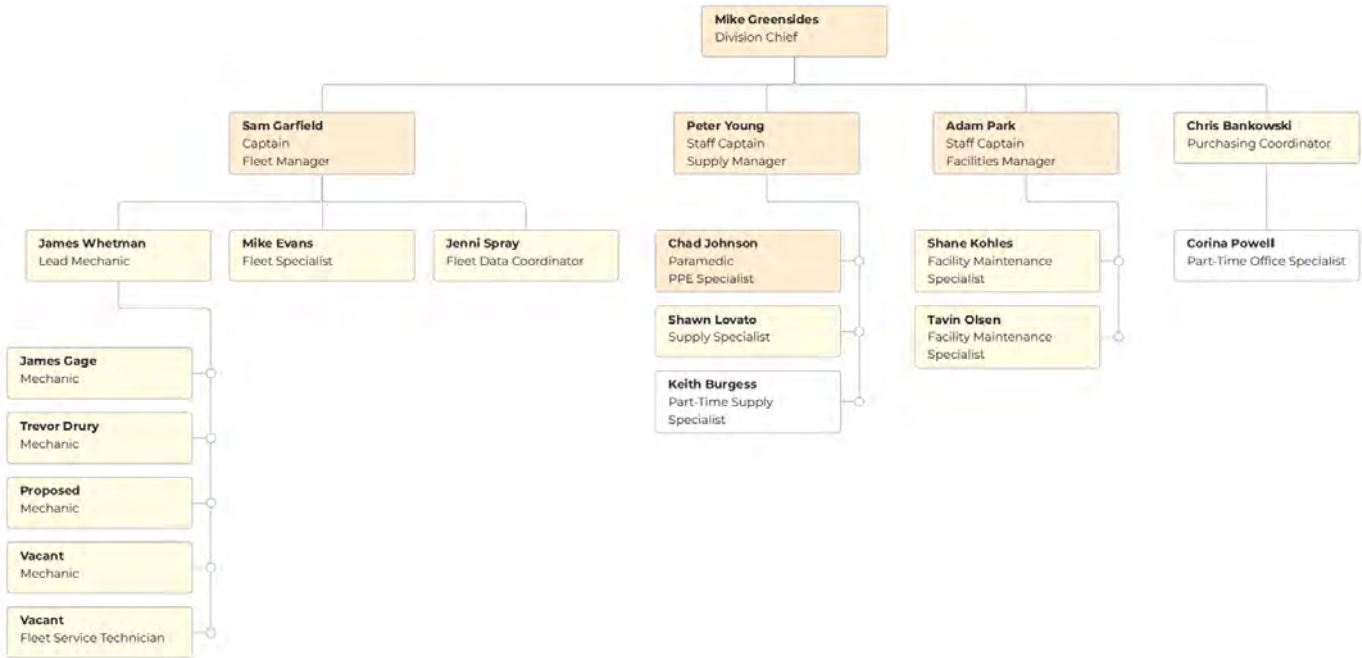 Mike Greensides
Division Chief
Sam Garfield
Captain
Fleet Manager
Peter Young
Staff Captain
Supply Manager
Adam Park
Staff Captain
Facilities Manager
Chris Bankowski
Purchasing Coordinator
James Whetman
Lead Mechanic
Mike Evans
Fleet Specialist
Jenni Spray
Fleet Data Coordinator
Chad Johnson
Paramedic
PPE Specialist
Shane Kohles
Facility Maintenance
Specialist
Corina Powell
Part-Time Office Specialist
Shawn Lovato
Supply Specialist
Tavin Olsen
Facility Maintenance
Specialist
Keith Burgess
Part-Time Supply
Specialist
James Gage
Mechanic
Trevor Drury
Mechanic
Proposed
Mechanic
Vacant
Mechanic
Vacant
Fleet Service Technician